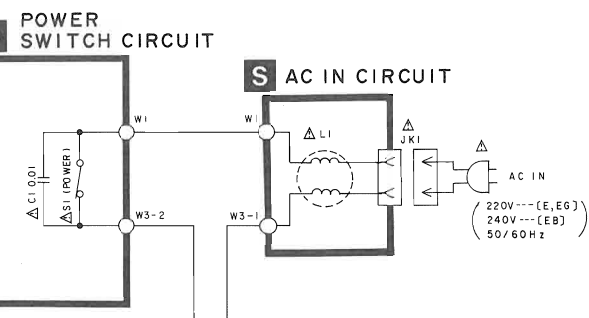 POWER
SWITCH CIRCUIT
S AC IN CIRCUIT
W1
W1
L1
JK1
C1 0.01
S1 (POWER)
AC IN
W3-2
W3-1
220V---[E,EG]
240V---[EB]
50/60Hz